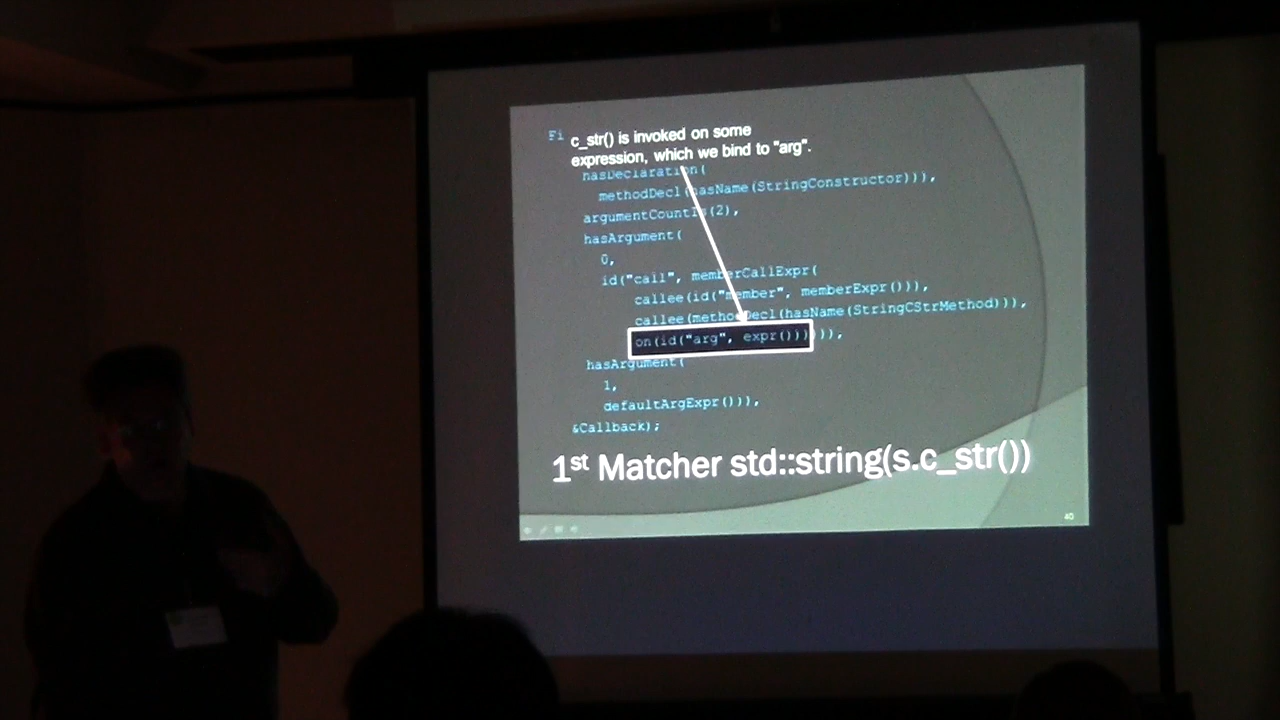 Fi c_str() is invoked on some
expression, which we bind to "arg".
hasDeclaration(
methodDecl(hasName(StringConstructor))),
argumentCountIs(2),
hasArgument(
0,
id("call", memberCallExpr(
callee(id("member", memberExpr())),
callee(methodDecl(hasName(StringCStrMethod))),
on(id("arg", expr())))),
hasArgument(
1,
defaultArgExpr())),
&Callback);
1st Matcher std::string(s.c_str())
40